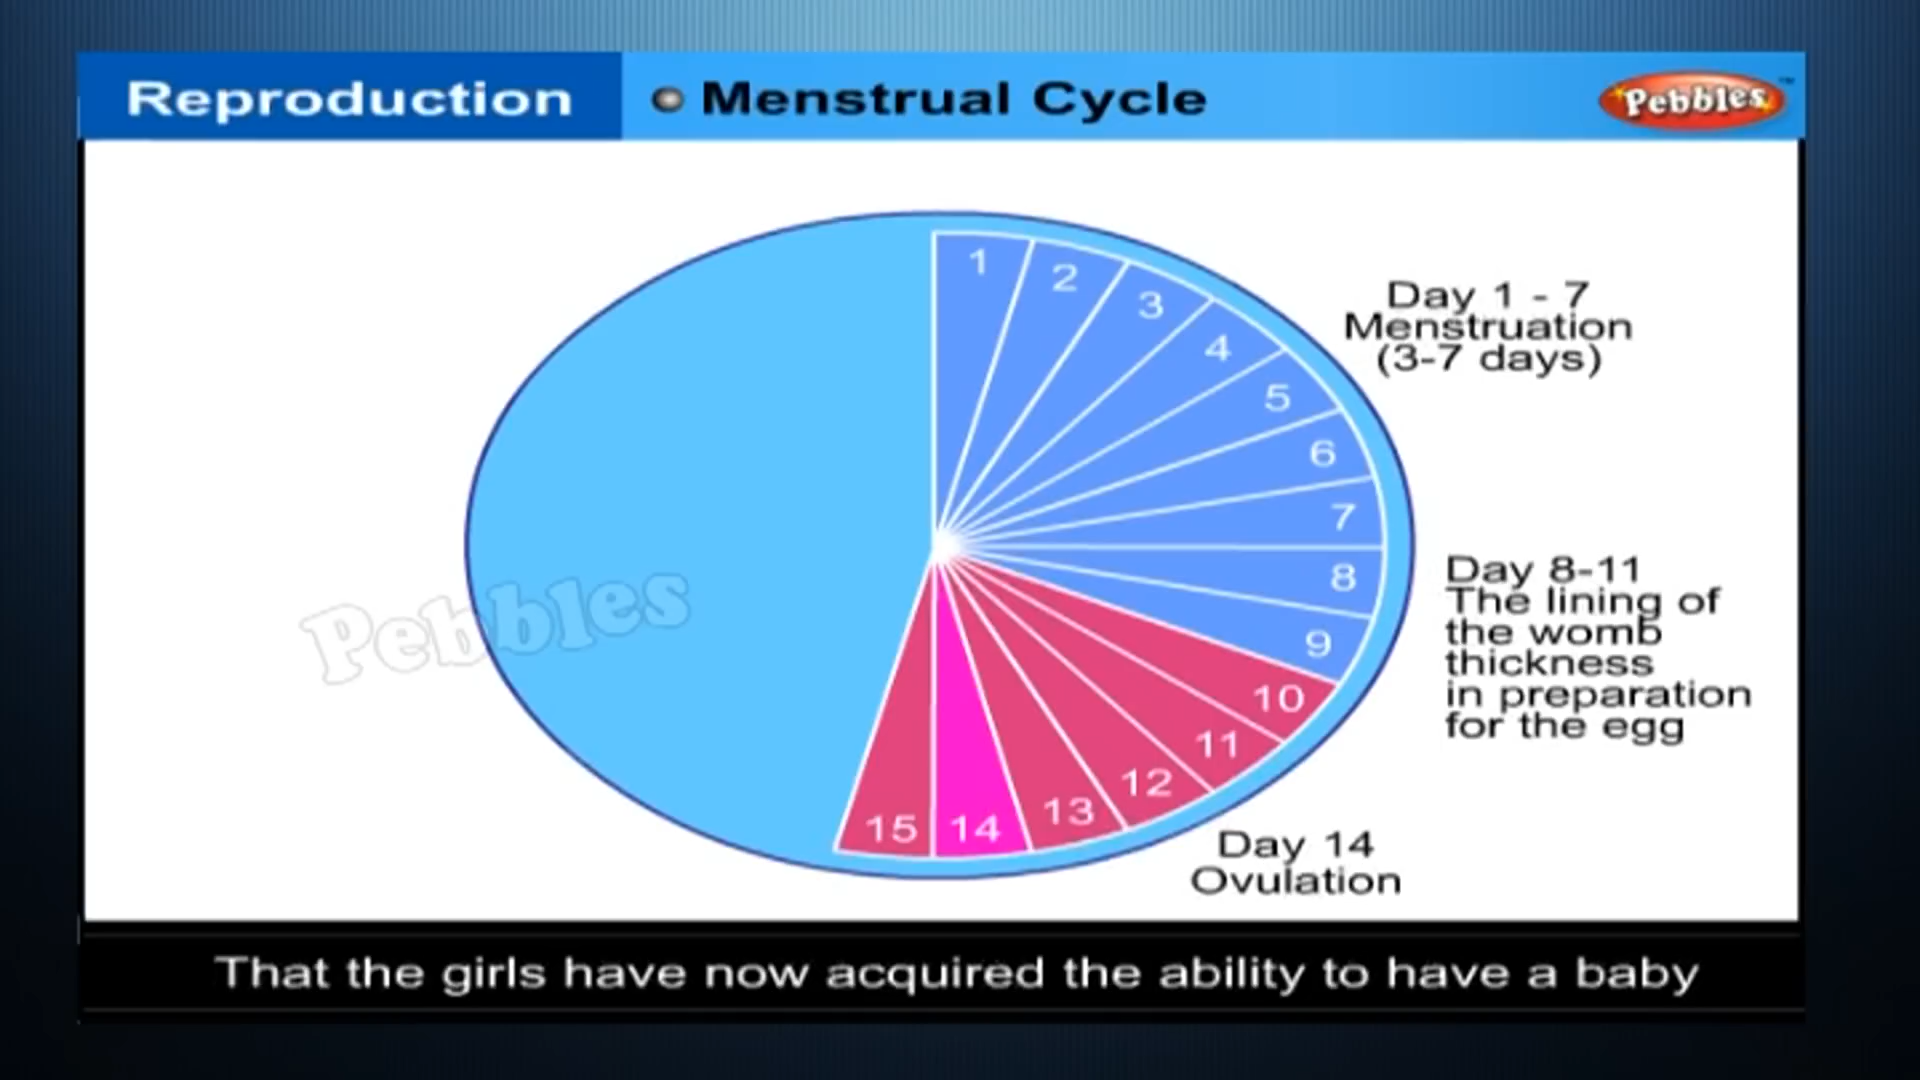 Reproduction
Menstrual Cycle
Pebbles™
1
2
3
4
5
6
7
8
9
10
11
12
13
14
15
Day 1 - 7
Menstruation
(3-7 days)
Day 8-11
The lining of
the womb
thickness
in preparation
for the egg
Day 14
Ovulation
Pebbles
That the girls have now acquired the ability to have a baby